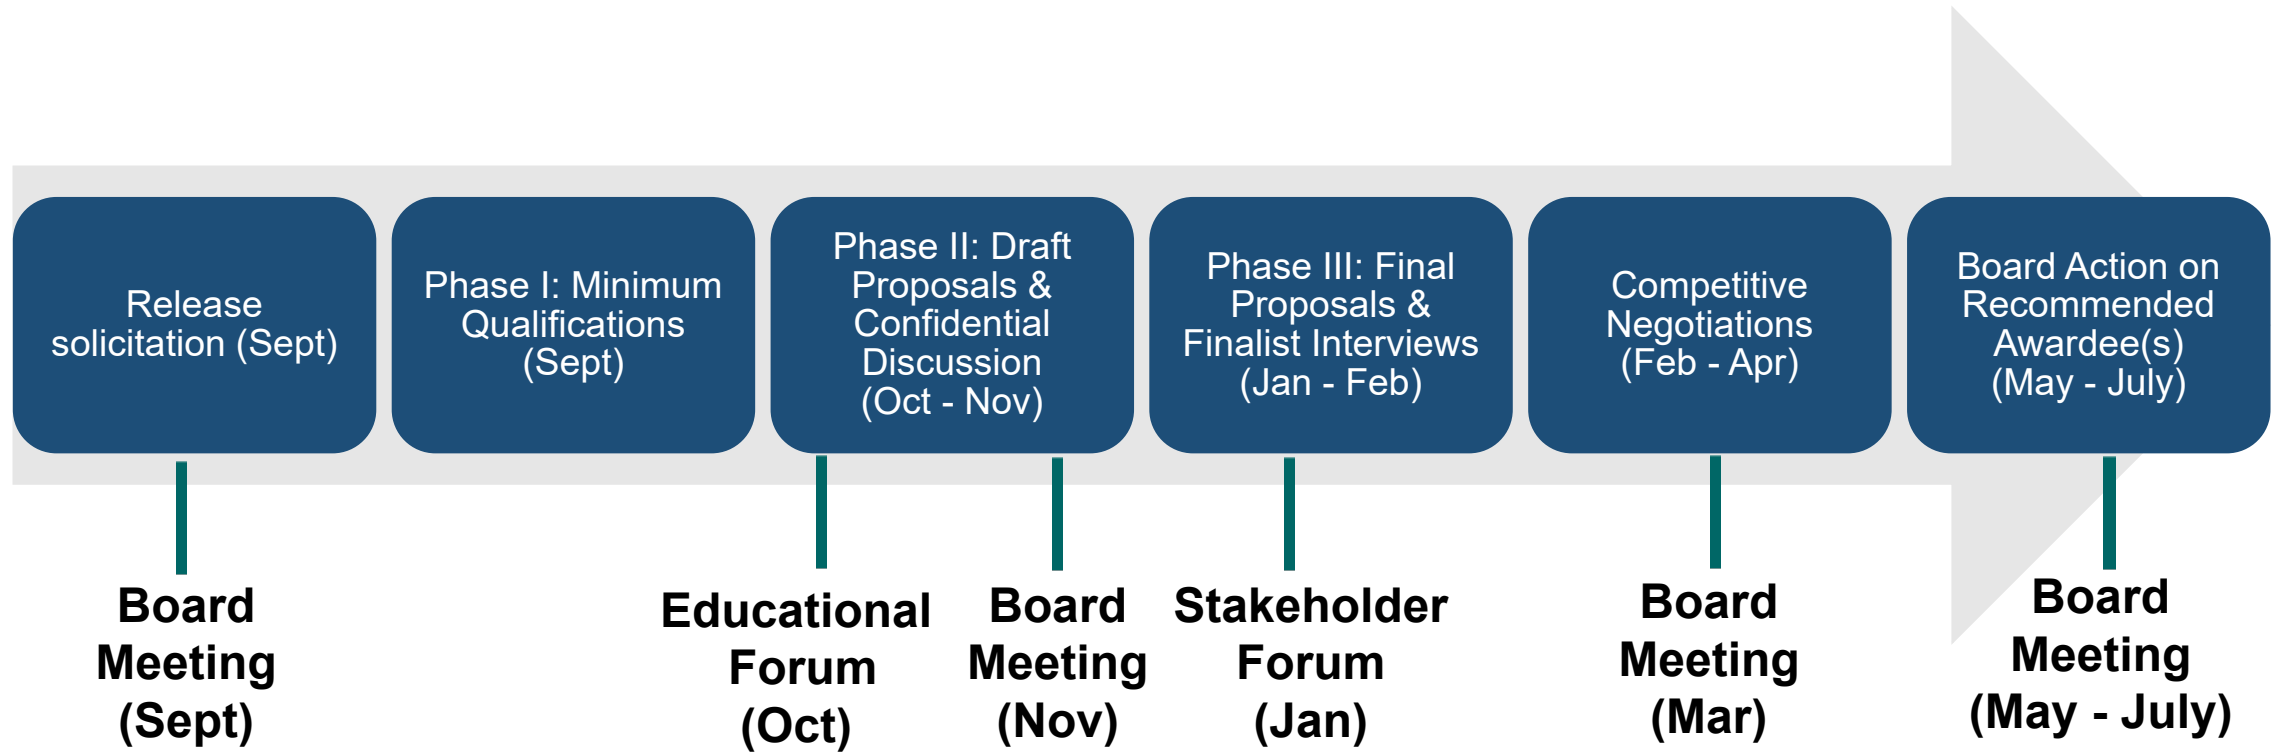 Release
solicitation (Sept)
Phase I: Minimum
Qualifications
(Sept)
Phase II: Draft
Proposals &
Confidential
Discussion
(Oct - Nov)
Phase III: Final
Proposals &
Finalist Interviews
(Jan - Feb)
Competitive
Negotiations
(Feb - Apr)
Board Action on
Recommended
Awardee(s)
(May - July)
Board
Meeting
(Sept)
Educational
Forum
(Oct)
Board
Meeting
(Nov)
Stakeholder
Forum
(Jan)
Board
Meeting
(Mar)
Board
Meeting
(May - July)